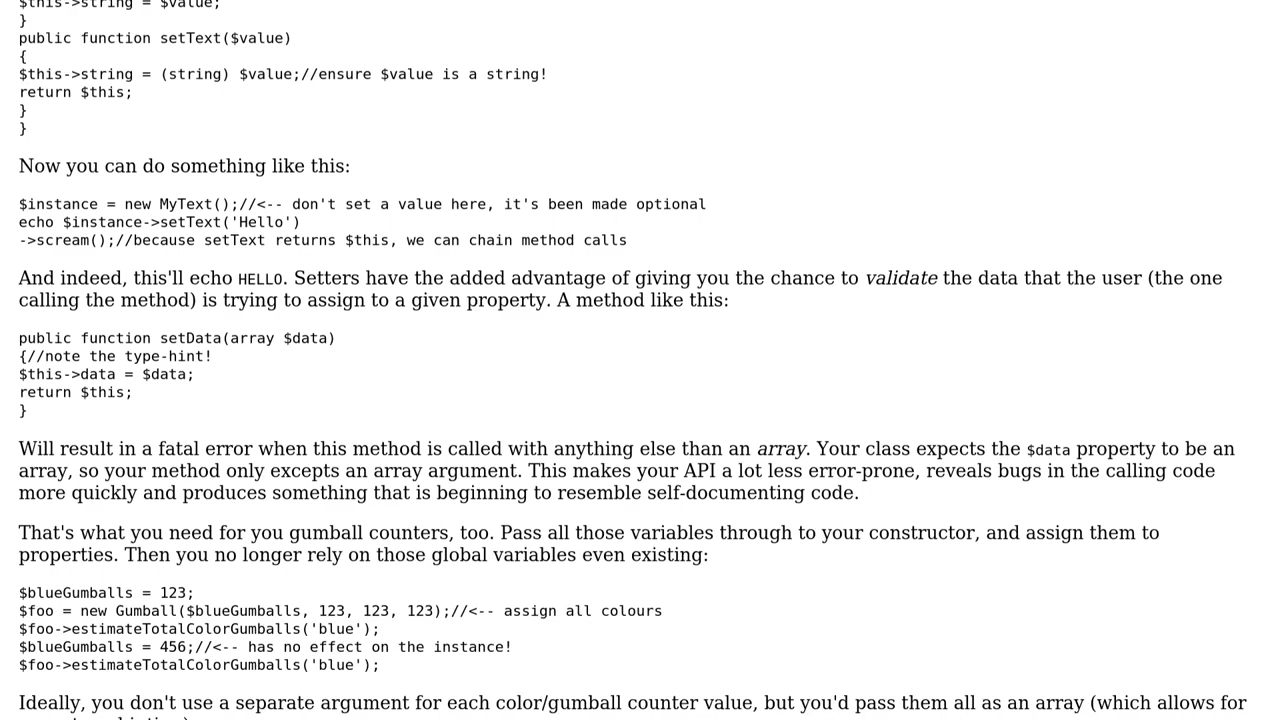 $this->string = $value;
}
public function setText($value)
{
$this->string = (string) $value;//ensure $value is a string!
return $this;
}
}
Now you can do something like this:
$instance = new MyText();//<-- don't set a value here, it's been made optional
echo $instance->setText('Hello')
->scream();//because setText returns $this, we can chain method calls
And indeed, this'll echo HELLO. Setters have the added advantage of giving you the chance to validate the data that the user (the one
calling the method) is trying to assign to a given property. A method like this:
public function setData(array $data)
{//note the type-hint!
$this->data = $data;
return $this;
}
Will result in a fatal error when this method is called with anything else than an array. Your class expects the $data property to be an
array, so your method only excepts an array argument. This makes your API a lot less error-prone, reveals bugs in the calling code
more quickly and produces something that is beginning to resemble self-documenting code.
That's what you need for you gumball counters, too. Pass all those variables through to your constructor, and assign them to
properties. Then you no longer rely on those global variables even existing:
$blueGumballs = 123;
$foo = new Gumball($blueGumballs, 123, 123, 123);//<-- assign all colours
$foo->estimateTotalColorGumballs('blue');
$blueGumballs = 456;//<-- has no effect on the instance!
$foo->estimateTotalColorGumballs('blue');
Ideally, you don't use a separate argument for each color/gumball counter value, but you'd pass them all as an array (which allows for